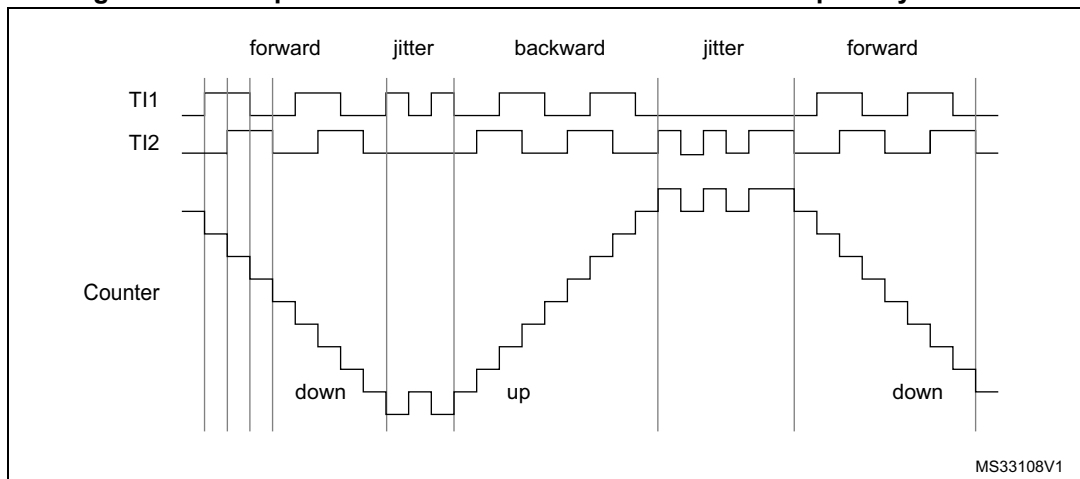 forward jitter backward jitter forward
TI1
TI2
Counter
down up down
MS33108V1